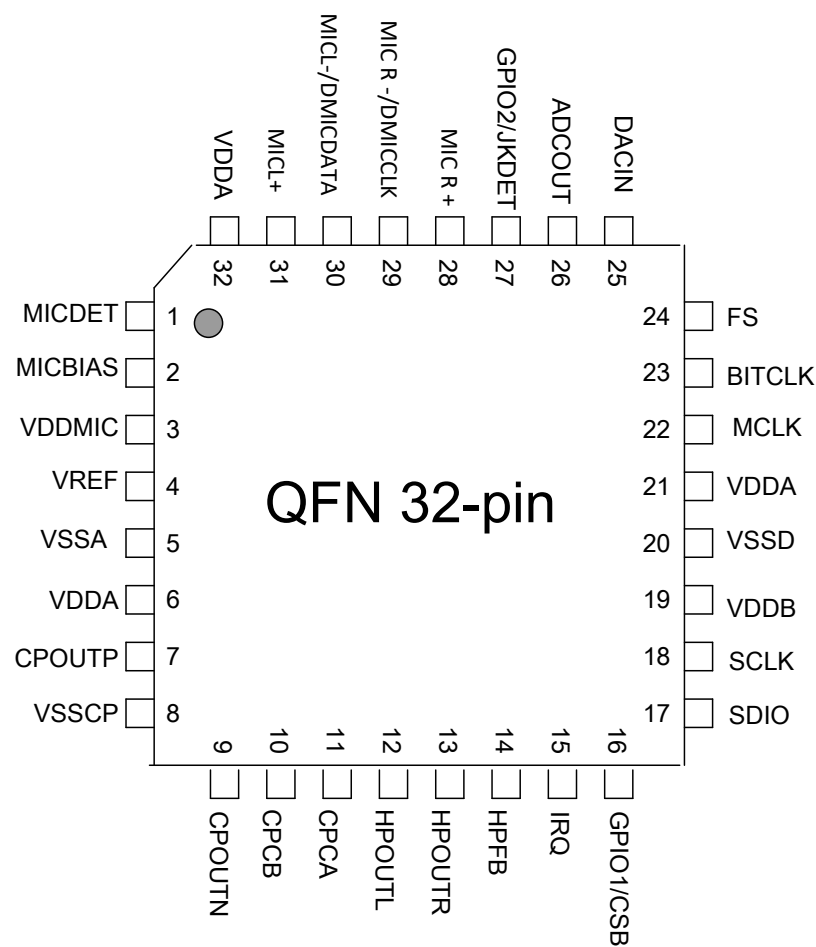 VDDA
MICL+
MICL-/DMICDATA
MIC R -/DMICCLK
MIC R +
GPIO2/JKDET
ADCOUT
DACIN
32
31
30
29
28
27
26
25
MICDET 1
MICBIAS 2
VDDMIC 3
VREF 4
VSSA 5
VDDA 6
CPOUTP 7
VSSCP 8
QFN 32-pin
24 FS
23 BITCLK
22 MCLK
21 VDDA
20 VSSD
19 VDDB
18 SCLK
17 SDIO
9
10
11
12
13
14
15
16
CPOUTN
CPCB
CPCA
HPOUTL
HPOUTR
HPFB
IRQ
GPIO1/CSB